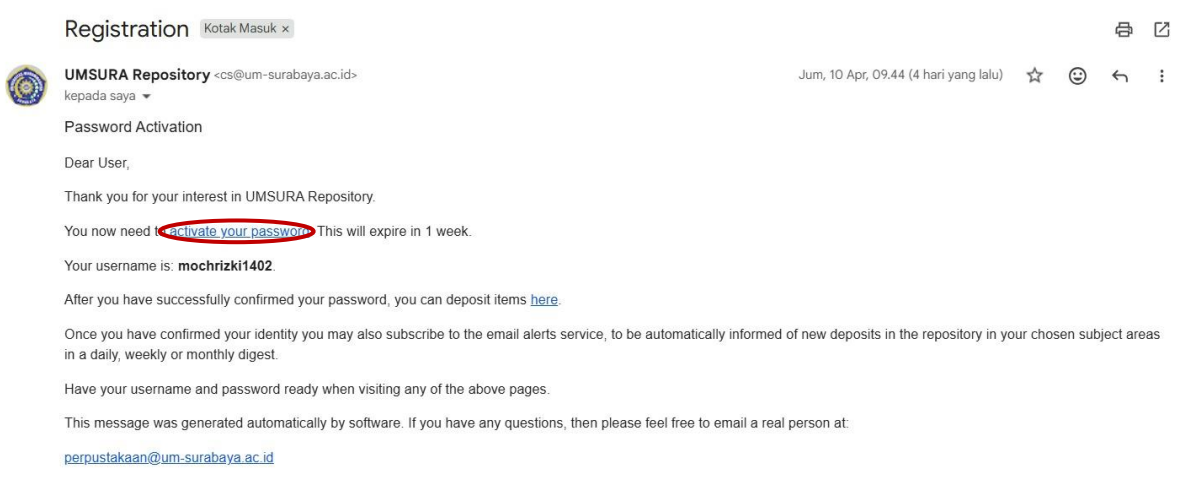 Registration Kotak Masuk ×
UMSURA Repository <cs@um-surabaya.ac.id> Jum, 10 Apr, 09.44 (4 hari yang lalu)
kepada saya
Password Activation
Dear User,
Thank you for your interest in UMSURA Repository.
You now need to activate your password. This will expire in 1 week.
Your username is: mochrizki1402.
After you have successfully confirmed your password, you can deposit items here.
Once you have confirmed your identity you may also subscribe to the email alerts service, to be automatically informed of new deposits in the repository in your chosen subject areas
in a daily, weekly or monthly digest.
Have your username and password ready when visiting any of the above pages.
This message was generated automatically by software. If you have any questions, then please feel free to email a real person at:
perpustakaan@um-surabaya.ac.id